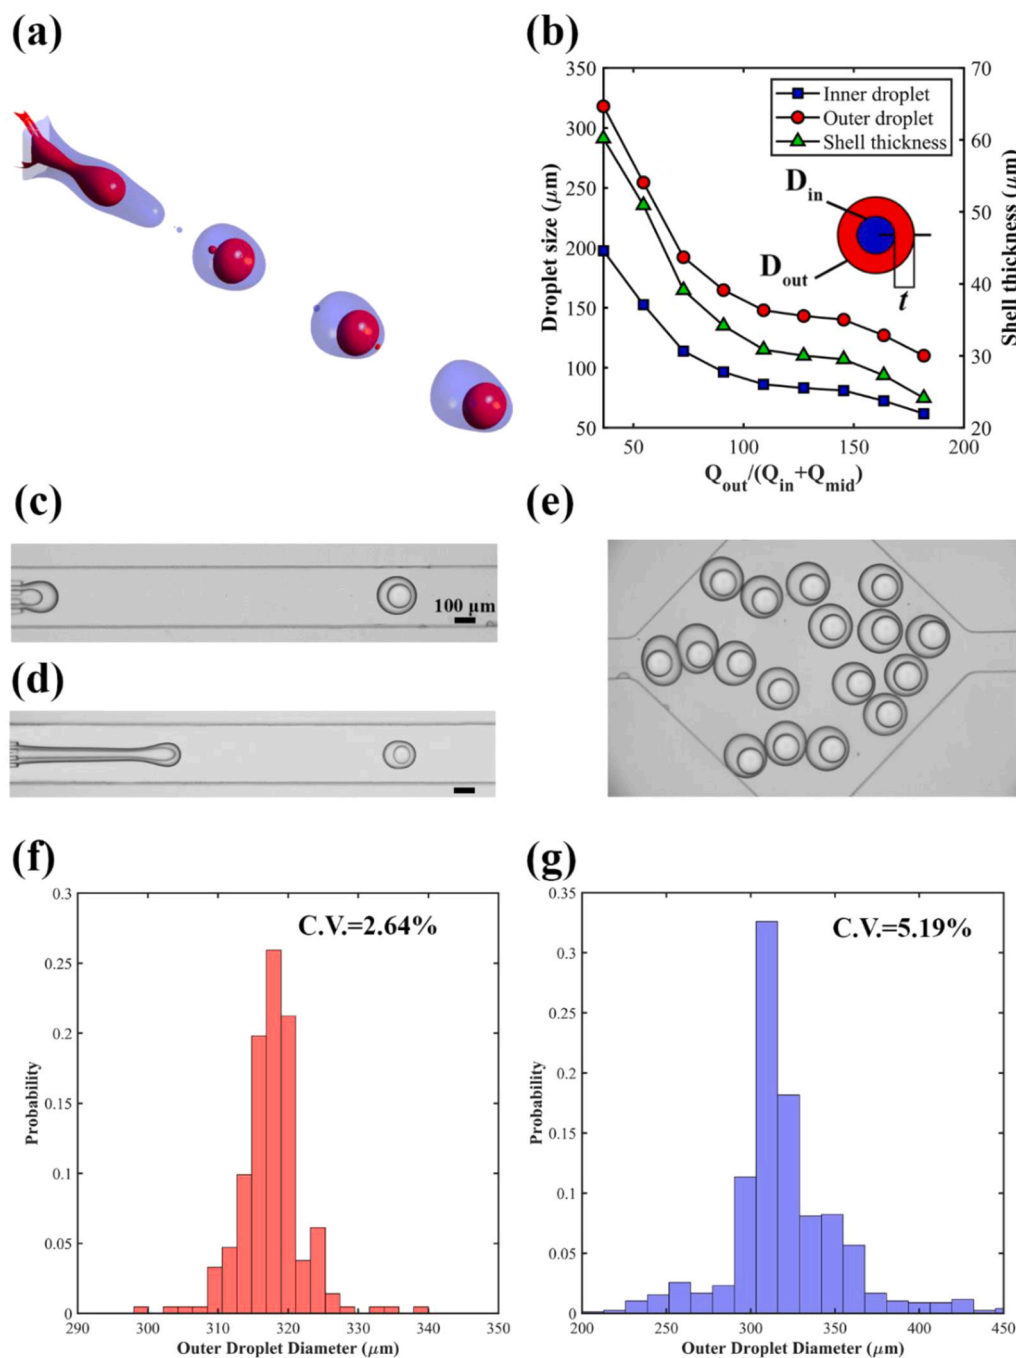 (a)
(b)
350
300
250
200
150
100
50
Droplet size (μm)
70
60
50
40
30
20
Shell thickness (μm)
Inner droplet
Outer droplet
Shell thickness
D_in
D_out
t
50
100
150
200
Q_out/(Q_in+Q_mid)
(c)
100 μm
(d)
(e)
(f)
0.3
0.25
0.2
0.15
0.1
0.05
0
Probability
C.V.=2.64%
290
300
310
320
330
340
350
Outer Droplet Diameter (μm)
(g)
0.35
0.3
0.25
0.2
0.15
0.1
0.05
0
Probability
C.V.=5.19%
200
250
300
350
400
450
Outer Droplet Diameter (μm)